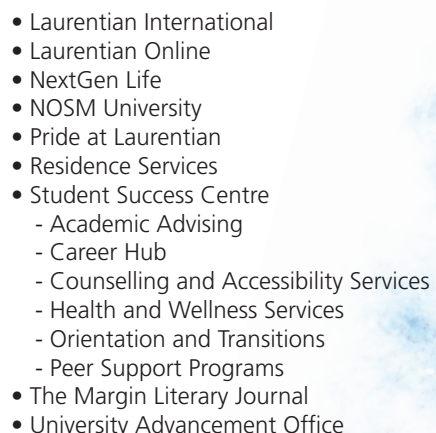 • Laurentian International
• Laurentian Online
• NextGen Life
• NOSM University
• Pride at Laurentian
• Residence Services
• Student Success Centre
- Academic Advising
- Career Hub
- Counselling and Accessibility Services
- Health and Wellness Services
- Orientation and Transitions
- Peer Support Programs
• The Margin Literary Journal
• University Advancement Office